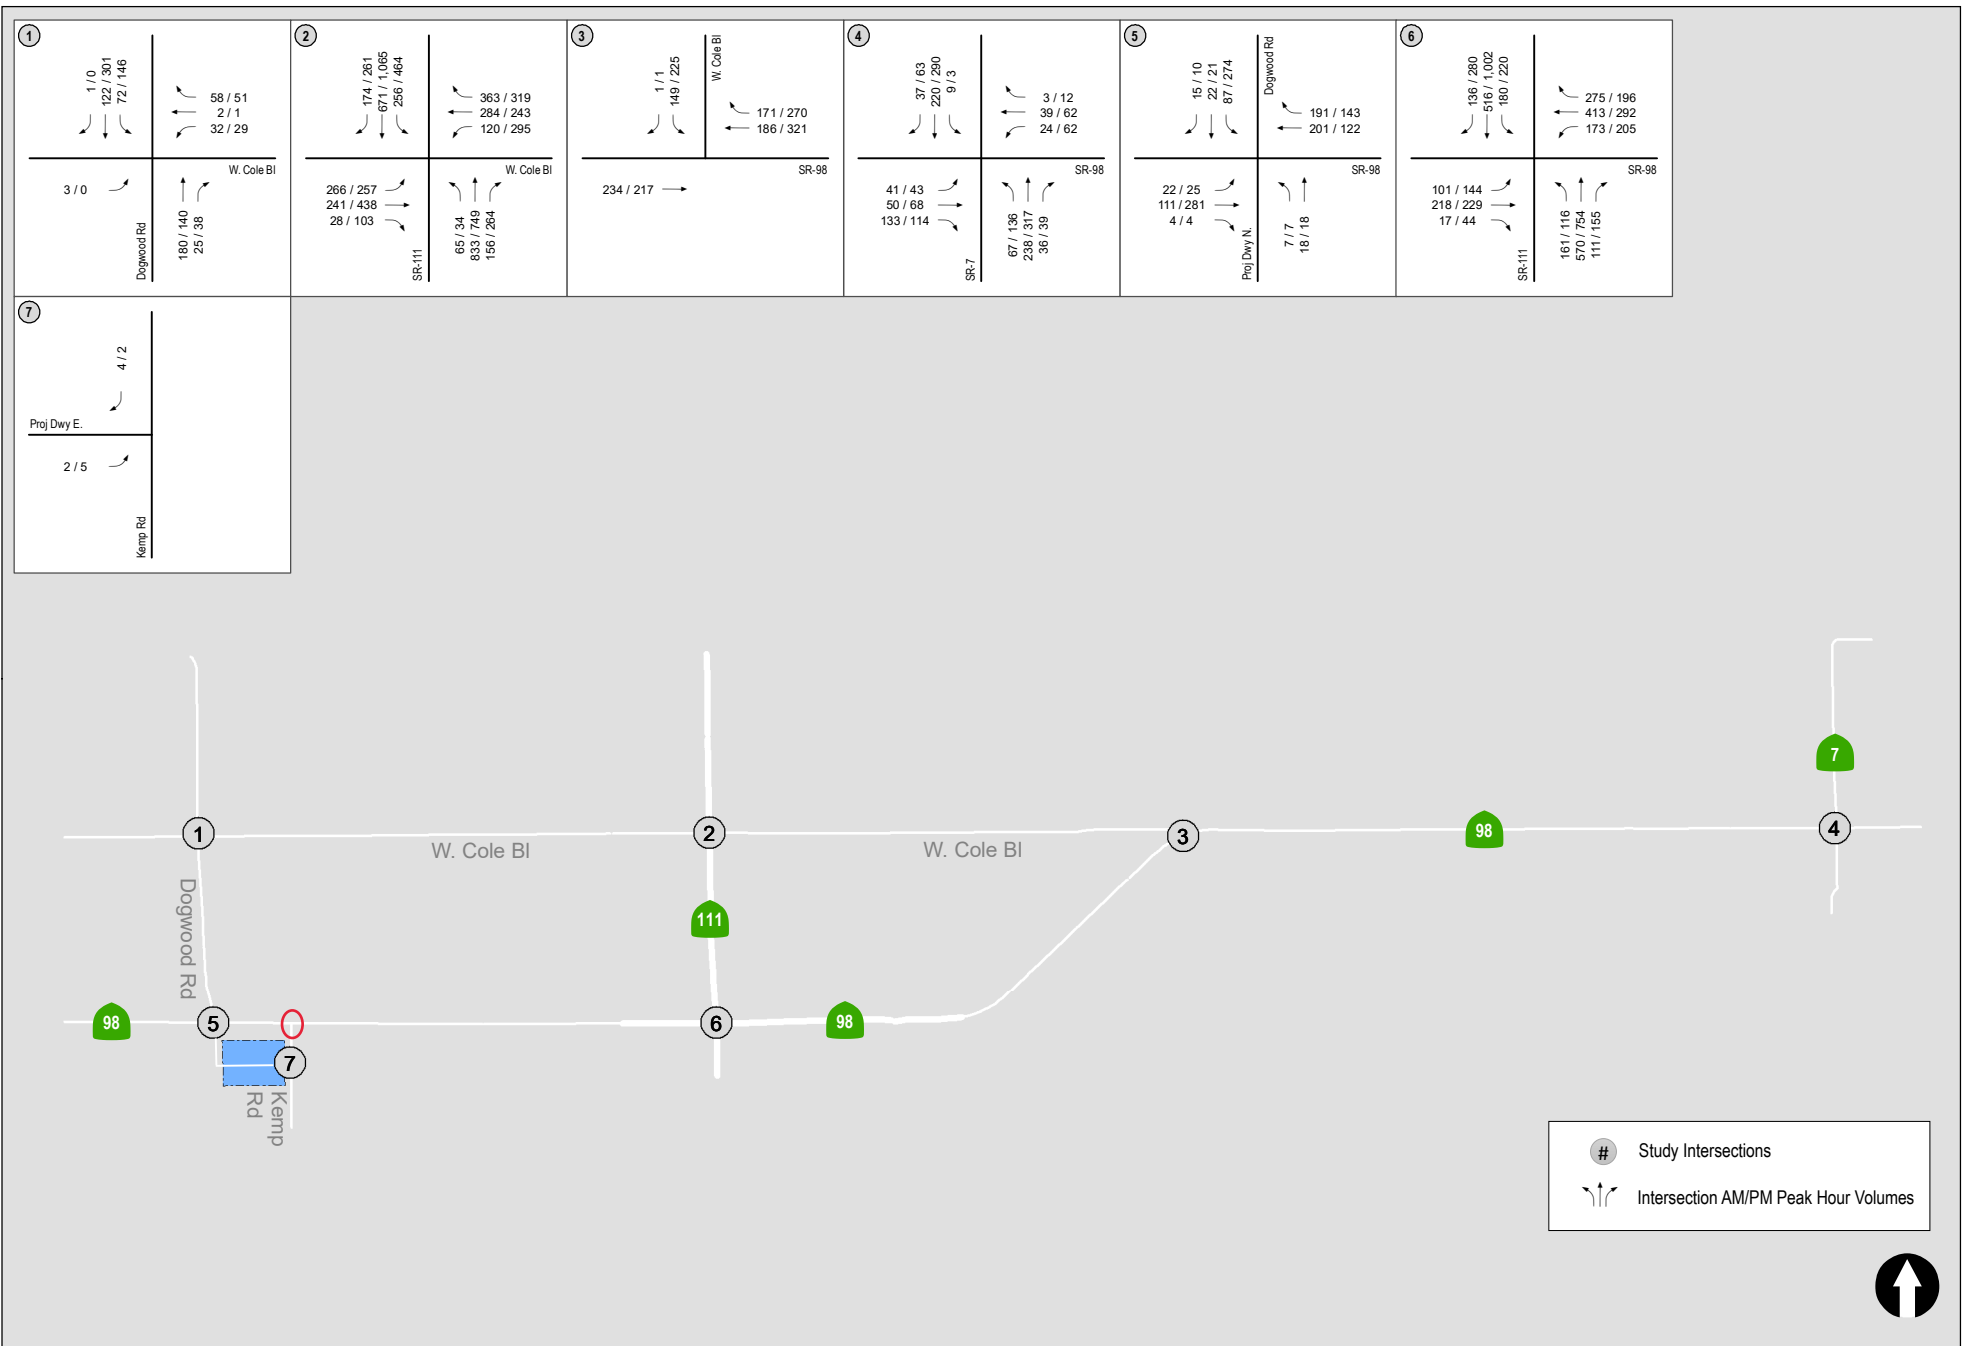 1
1 / 0
122 / 301
72 / 146
58 / 51
2 / 1
32 / 29
W. Cole Bl
3 / 0
Dogwood Rd
180 / 140
25 / 38
2
174 / 261
671 / 1,065
256 / 464
363 / 319
284 / 243
120 / 295
W. Cole Bl
266 / 257
241 / 438
28 / 103
SR-111
65 / 34
833 / 749
156 / 264
3
1 / 1
149 / 225
W. Cole Bl
171 / 270
186 / 321
SR-98
234 / 217
4
37 / 63
220 / 290
9 / 3
3 / 12
39 / 62
24 / 62
SR-98
41 / 43
50 / 68
133 / 114
SR-7
67 / 136
238 / 317
36 / 39
5
15 / 10
22 / 21
87 / 274
Dogwood Rd
191 / 143
201 / 122
SR-98
22 / 25
111 / 281
4 / 4
Proj Dwy N.
7 / 7
18 / 18
6
136 / 280
516 / 1,002
180 / 220
275 / 196
413 / 292
173 / 205
SR-98
101 / 144
218 / 229
17 / 44
SR-111
161 / 116
570 / 754
111 / 155
7
4 / 2
Proj Dwy E.
2 / 5
Kemp Rd
7
1
2
3
98
4
W. Cole Bl
W. Cole Bl
Dogwood Rd
111
98
5
6
98
7
Kemp
Rd
# Study Intersections
Intersection AM/PM Peak Hour Volumes